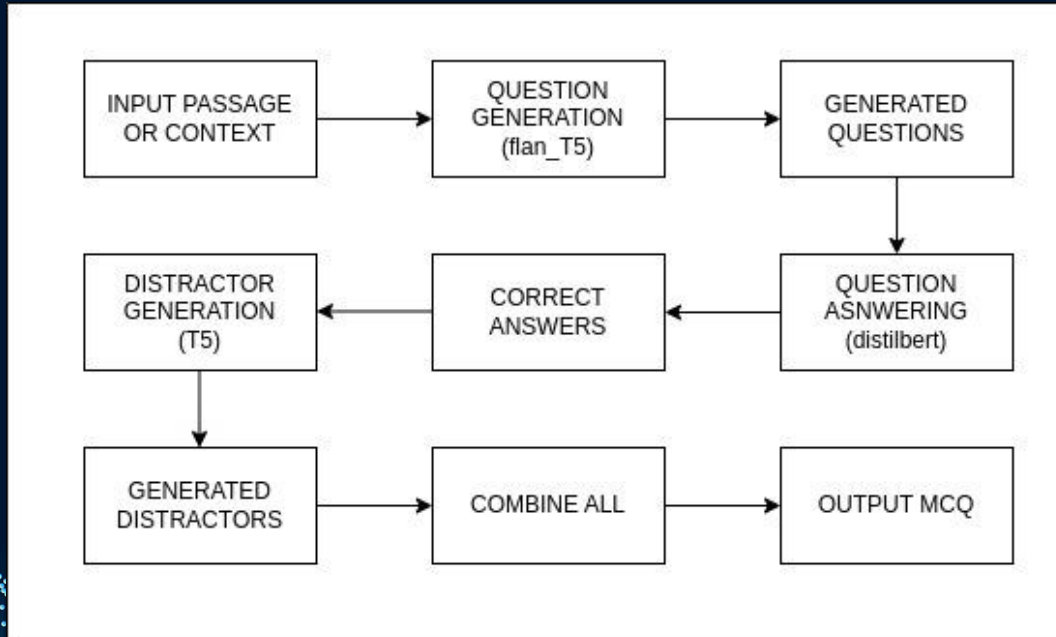 INPUT PASSAGE
OR CONTEXT
QUESTION
GENERATION
(flan_T5)
GENERATED
QUESTIONS
DISTRACTOR
GENERATION
(T5)
CORRECT
ANSWERS
QUESTION
ASNWERING
(distilbert)
GENERATED
DISTRACTORS
COMBINE ALL
OUTPUT MCQ